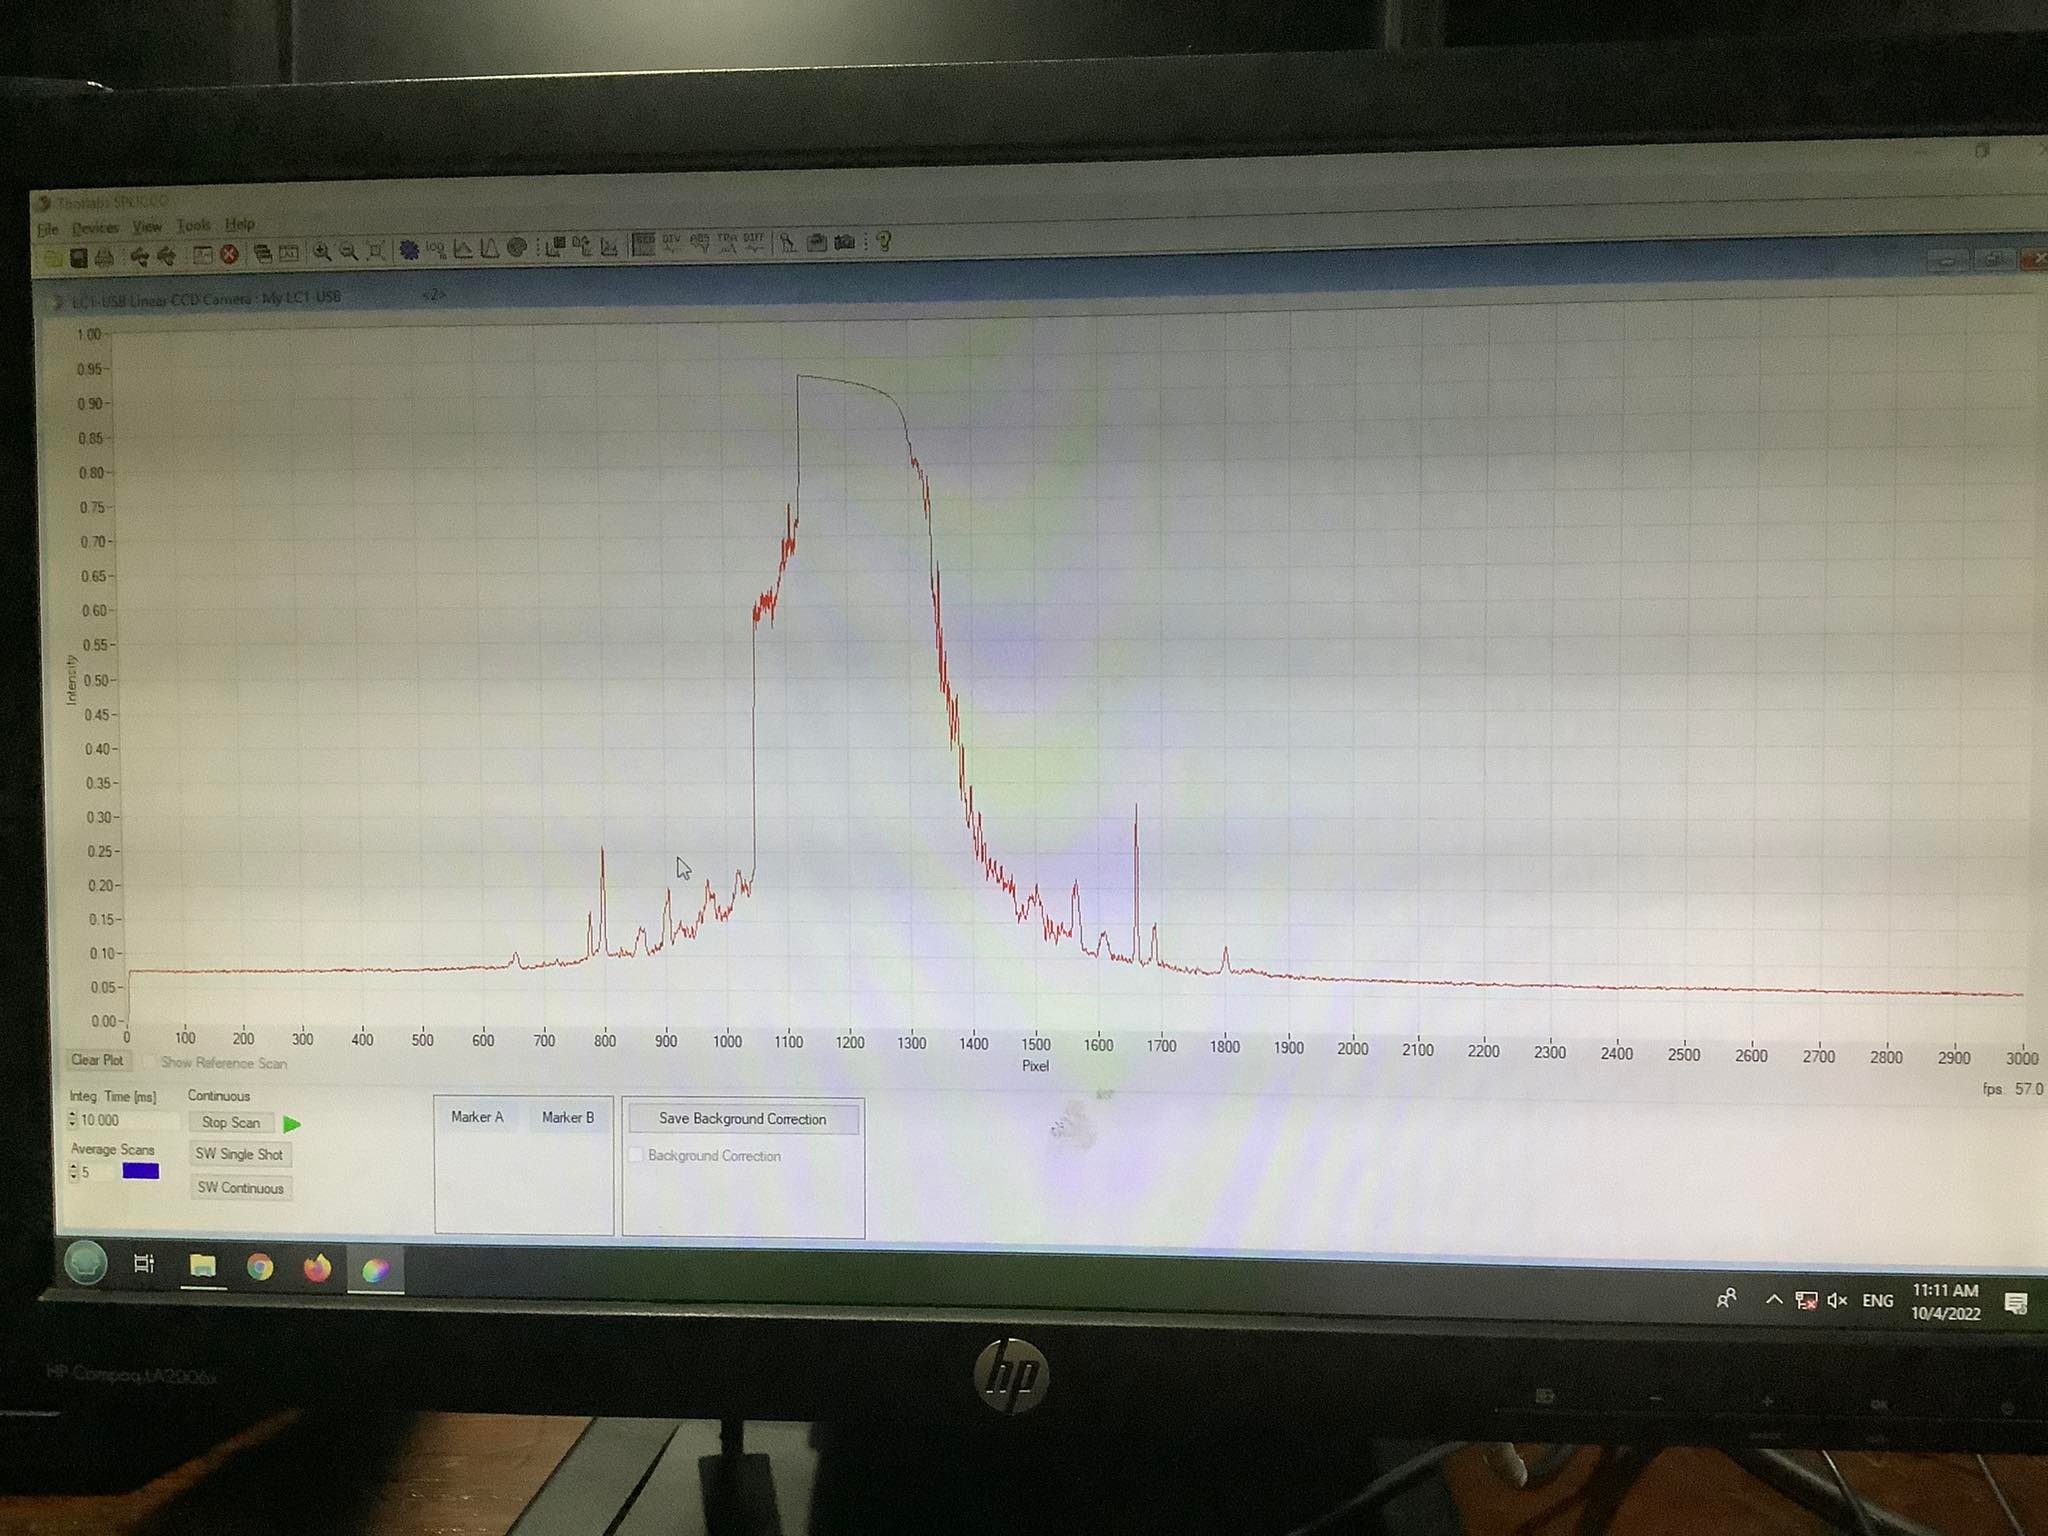 Thorlabs SPLICCO
File Devices View Tools Help
log DIV ABS TRA DIFF
LC1-USB Linear CCD Camera : My LC1-USB <2>
1.00
0.95
0.90
0.85
0.80
0.75
0.70
0.65
0.60
0.55
0.50
0.45
0.40
0.35
0.30
0.25
0.20
0.15
0.10
0.05
0.00
Intensity
0 100 200 300 400 500 600 700 800 900 1000 1100 1200 1300 1400 1500 1600 1700 1800 1900 2000 2100 2200 2300 2400 2500 2600 2700 2800 2900 3000
Pixel
Clear Plot Show Reference Scan
fps: 57.0
Integ. Time [ms] Continuous
10.000 Stop Scan
Average Scans SW Single Shot
5 SW Continuous
Marker A Marker B
Save Background Correction
Background Correction
ENG
11:11 AM
10/4/2022
hp
HP Compaq LA2006x
OK